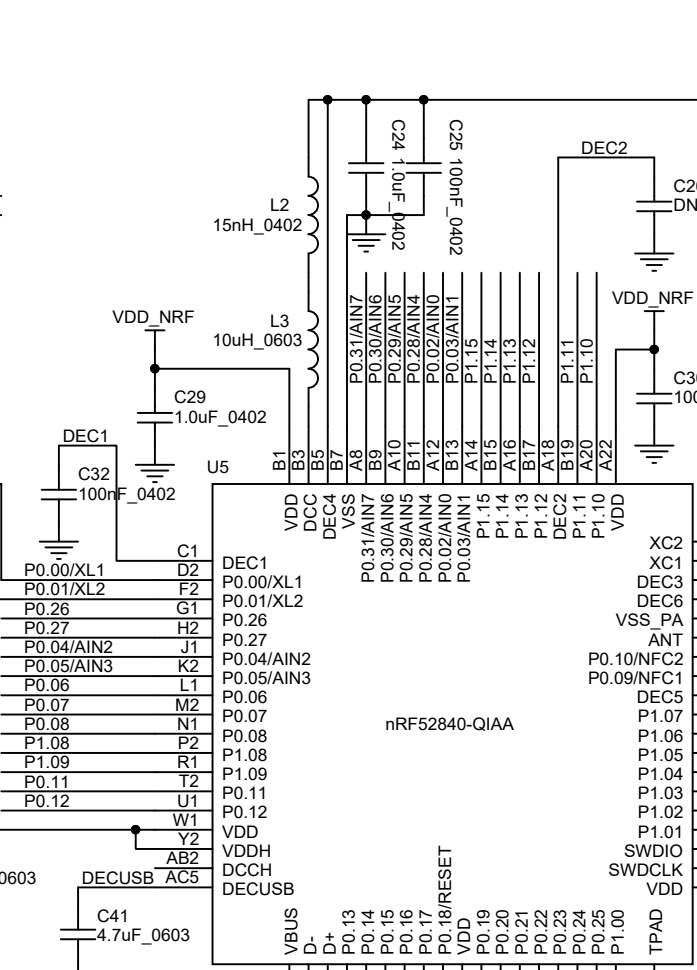 DEC2
C24 1.0uF_0402
C25 100nF_0402
L2
15nH_0402
VDD_NRF
L3
10uH_0603
VDD_NRF
P0.31/AIN7
P0.30/AIN6
P0.29/AIN5
P0.28/AIN4
P0.02/AIN0
P0.03/AIN1
P1.15
P1.14
P1.13
P1.12
P1.11
P1.10
C29
1.0uF_0402
DEC1
C32
100nF_0402
U5
B1
B3
B5
B7
A8
B9
A10
B11
A12
B13
A14
B15
A16
B17
A18
B19
A20
A22
VDD
DCC
DEC4
VSS
P0.31/AIN7
P0.30/AIN6
P0.29/AIN5
P0.28/AIN4
P0.02/AIN0
P0.03/AIN1
P1.15
P1.14
P1.13
P1.12
DEC2
P1.11
P1.10
VDD
C1 DEC1
P0.00/XL1 D2 P0.00/XL1
P0.01/XL2 F2 P0.01/XL2
P0.26 G1 P0.26
P0.27 H2 P0.27
P0.04/AIN2 J1 P0.04/AIN2
P0.05/AIN3 K2 P0.05/AIN3
P0.06 L1 P0.06
P0.07 M2 P0.07
P0.08 N1 P0.08
P1.08 P2 P1.08
P1.09 R1 P1.09
P0.11 T2 P0.11
P0.12 U1 P0.12
W1 VDD
Y2 VDDH
AB2 DCCH
DECUSB AC5 DECUSB
0603
C41
4.7uF_0603
nRF52840-QIAA
XC2
XC1
DEC3
DEC6
VSS_PA
ANT
P0.10/NFC2
P0.09/NFC1
DEC5
P1.07
P1.06
P1.05
P1.04
P1.03
P1.02
P1.01
SWDIO
SWDCLK
VDD
VBUS
D-
D+
P0.13
P0.14
P0.15
P0.16
P0.17
P0.18/RESET
VDD
P0.19
P0.20
P0.21
P0.22
P0.23
P0.24
P0.25
P1.00
TPAD